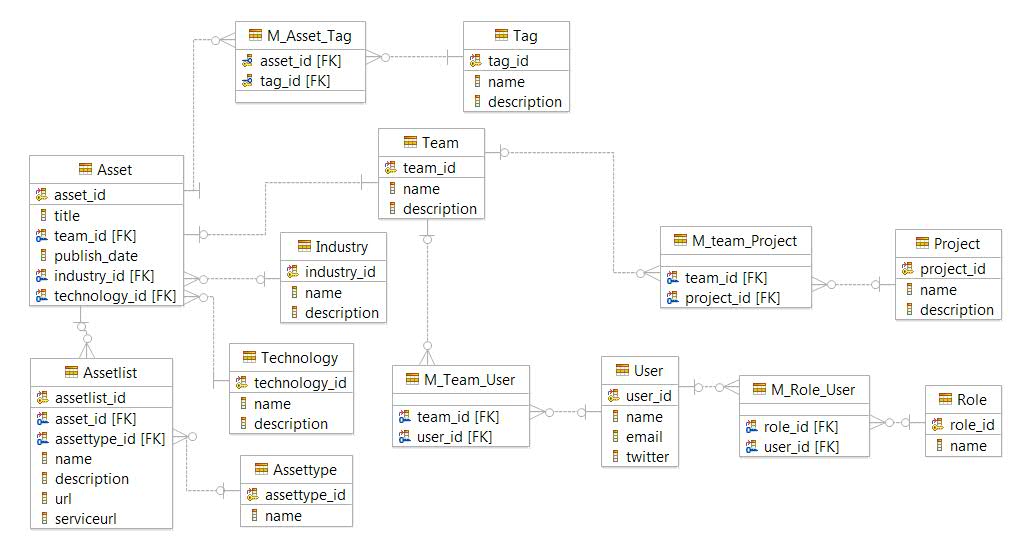 M_Asset_Tag
asset_id [FK]
tag_id [FK]
Tag
tag_id
name
description
Team
team_id
name
description
Asset
asset_id
title
team_id [FK]
publish_date
industry_id [FK]
technology_id [FK]
Industry
industry_id
name
description
M_team_Project
team_id [FK]
project_id [FK]
Project
project_id
name
description
Technology
technology_id
name
description
Assetlist
assetlist_id
asset_id [FK]
assettype_id [FK]
name
description
url
serviceurl
M_Team_User
team_id [FK]
user_id [FK]
User
user_id
name
email
twitter
M_Role_User
role_id [FK]
user_id [FK]
Role
role_id
name
Assettype
assettype_id
name